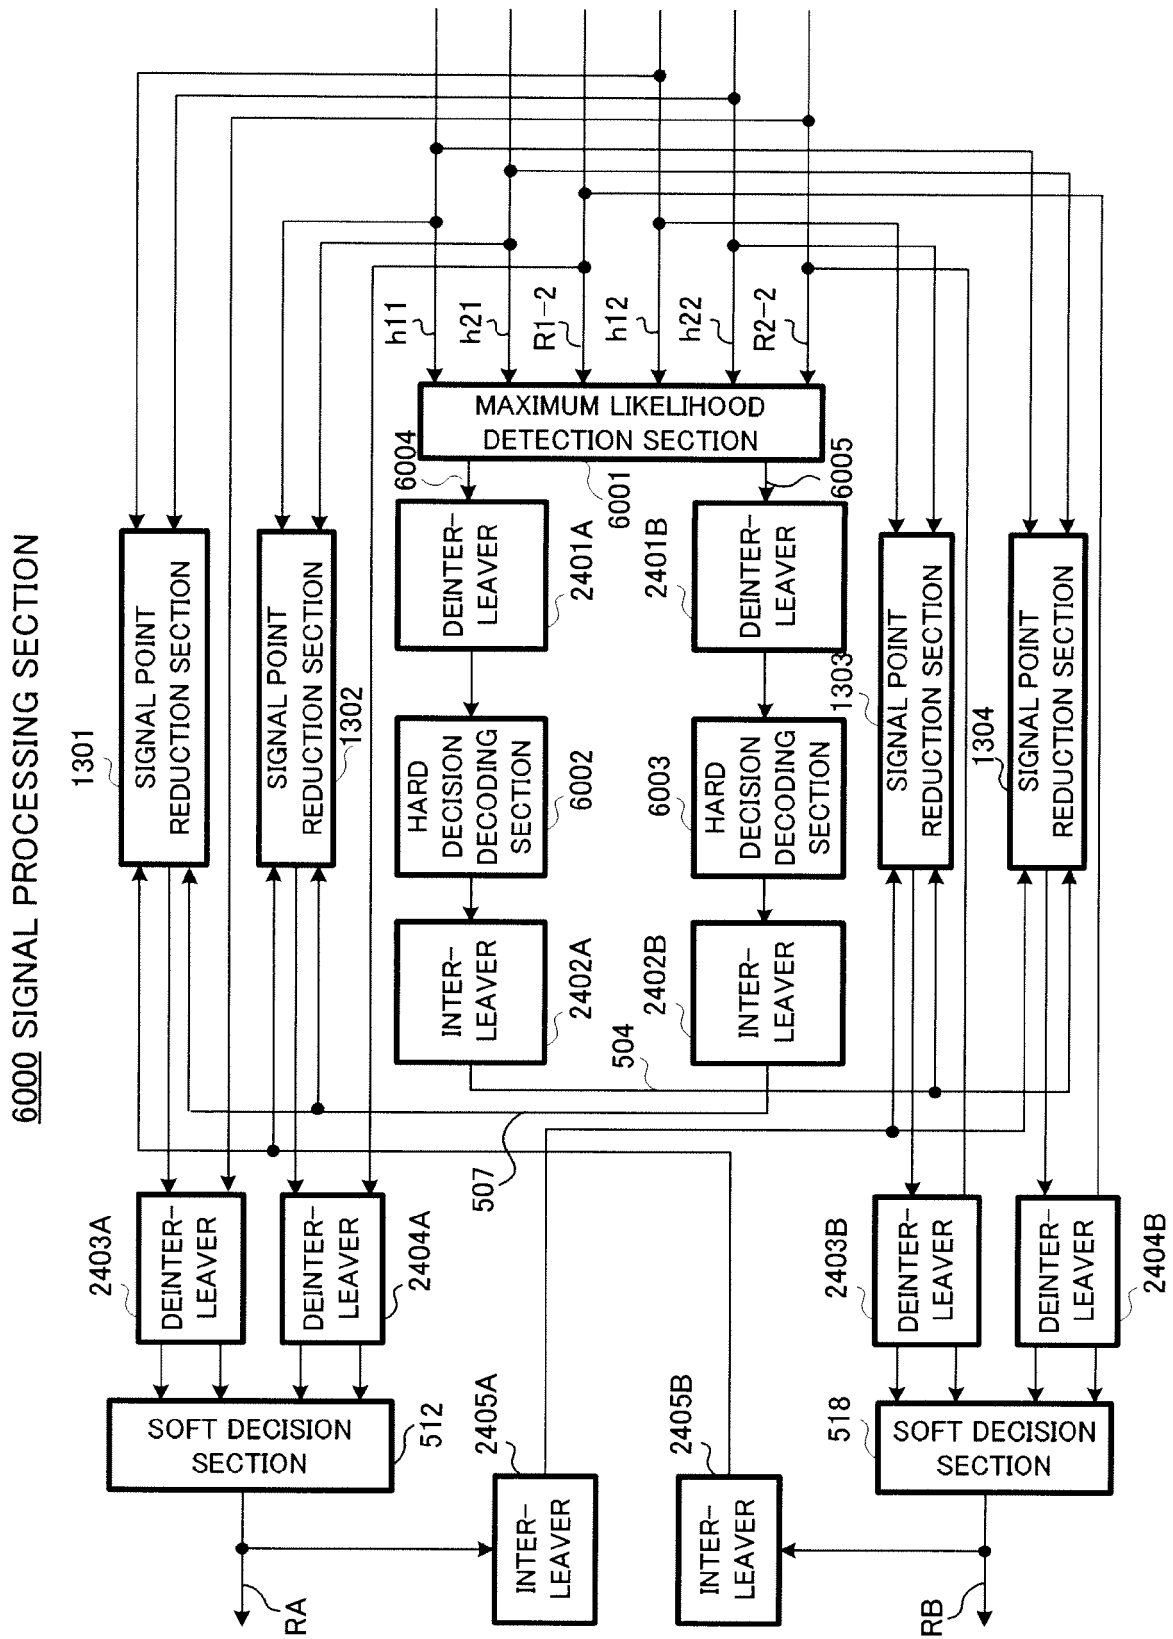 6000 SIGNAL PROCESSING SECTION
1301
SIGNAL POINT
REDUCTION SECTION
SIGNAL POINT
REDUCTION SECTION
1302
h11
h21
R1-2
h12
h22
R2-2
MAXIMUM LIKELIHOOD
DETECTION SECTION
6004
6001
6005
DEINTER-
LEAVER
2401A
2401B
DEINTER-
LEAVER
HARD
DECISION
DECODING
SECTION
6002
6003
HARD
DECISION
DECODING
SECTION
INTER-
LEAVER
2402A
2402B
INTER-
LEAVER
504
507
1303
SIGNAL POINT
REDUCTION SECTION
1304
SIGNAL POINT
REDUCTION SECTION
2403A
DEINTER-
LEAVER
DEINTER-
LEAVER
2404A
2403B
DEINTER-
LEAVER
DEINTER-
LEAVER
2404B
SOFT DECISION
SECTION
512
2405A
INTER-
LEAVER
2405B
INTER-
LEAVER
518
SOFT DECISION
SECTION
RA
RB